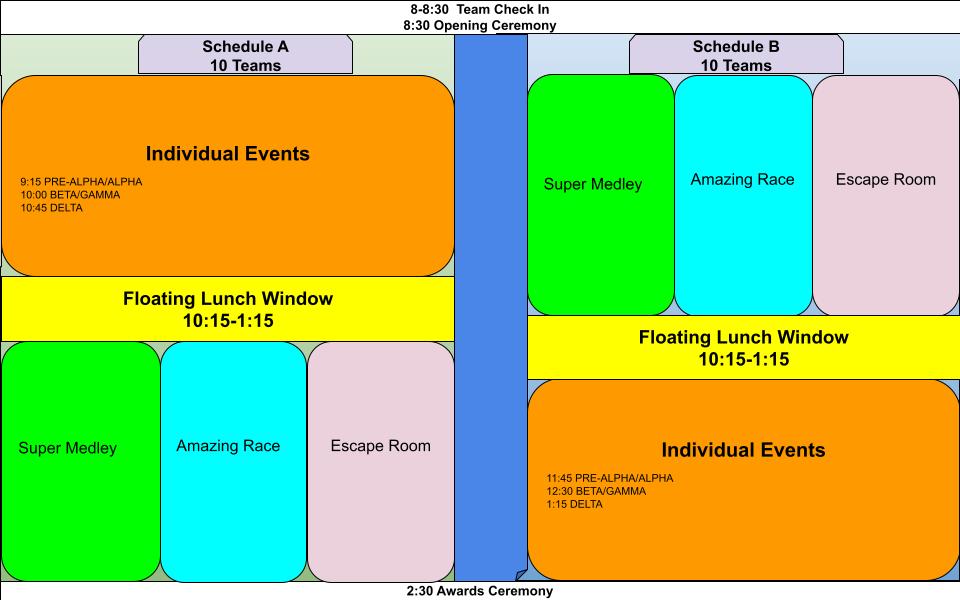 8-8:30  Team Check In
8:30 Opening Ceremony
Schedule A
10 Teams
Individual Events
9:15 PRE-ALPHA/ALPHA
10:00 BETA/GAMMA
10:45 DELTA
Floating Lunch Window
10:15-1:15
Super Medley
Amazing Race
Escape Room
Schedule B
10 Teams
Super Medley
Amazing Race
Escape Room
Floating Lunch Window
10:15-1:15
Individual Events
11:45 PRE-ALPHA/ALPHA
12:30 BETA/GAMMA
1:15 DELTA
2:30 Awards Ceremony